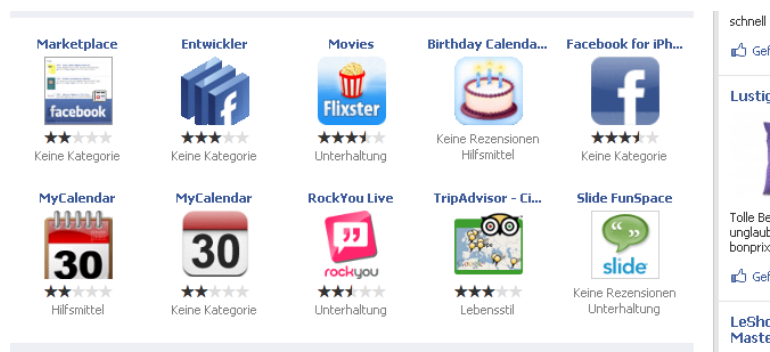 Marketplace
Entwickler
Movies
Birthday Calenda...
Facebook for iPh...
facebook
Flixster
Keine Kategorie
Keine Kategorie
Unterhaltung
Keine Rezensionen
Hilfsmittel
Keine Kategorie
MyCalendar
MyCalendar
RockYou Live
TripAdvisor - Ci...
Slide FunSpace
30
30
rockyou
slide
Hilfsmittel
Keine Kategorie
Unterhaltung
Lebensstil
Keine Rezensionen
Unterhaltung
schnell
Gef
Lustig
Tolle Be
unglaub
bonprix
Gef
LeSho
Maste